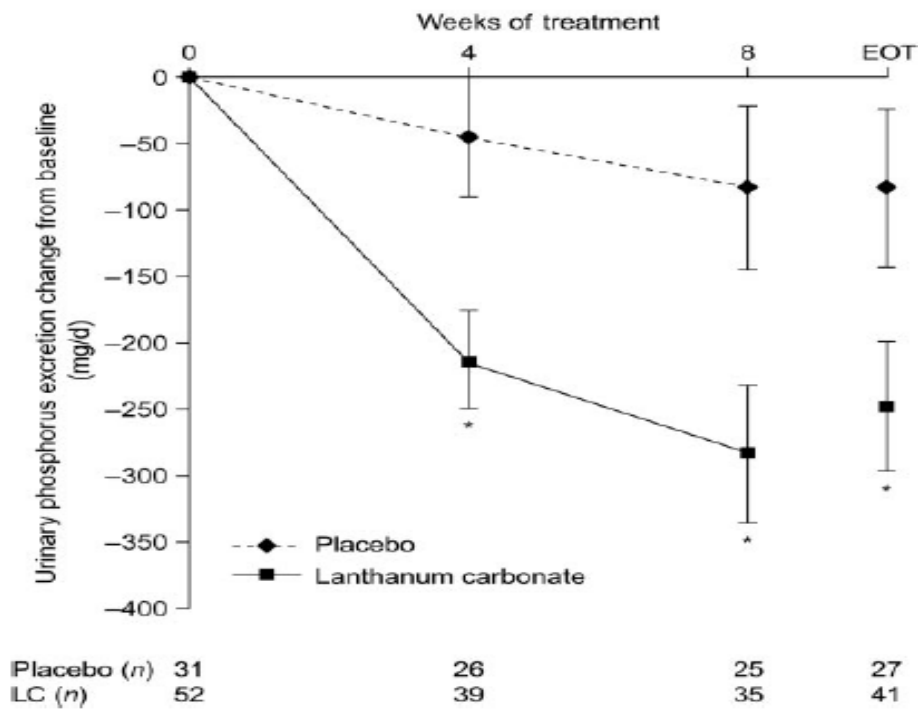 Weeks of treatment
0 4 8 EOT
Urinary phosphorus excretion change from baseline
(mg/d)
0
−50
−100
−150
−200
−250
−300
−350
−400
*
*
*
Placebo
Lanthanum carbonate
Placebo (n) 31 26 25 27
LC (n) 52 39 35 41